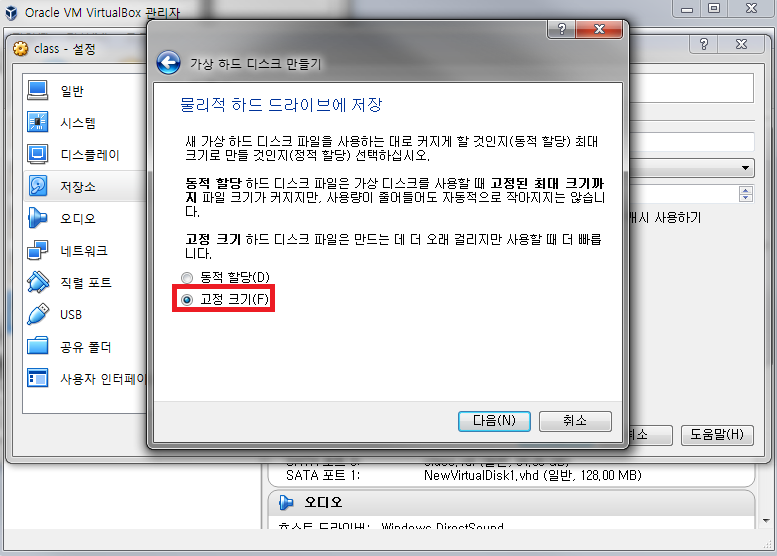 Oracle VM VirtualBox 관리자
class - 설정
일반
시스템
디스플레이
저장소
오디오
네트워크
직렬 포트
USB
공유 폴더
사용자 인터페이
가상 하드 디스크 만들기
물리적 하드 드라이브에 저장
새 가상 하드 디스크 파일을 사용하는 대로 커지게 할 것인지(동적 할당) 최대
크기로 만들 것인지(정적 할당) 선택하십시오.
동적 할당 하드 디스크 파일은 가상 디스크를 사용할 때 고정된 최대 크기까
지 파일 크기가 커지지만, 사용량이 줄어들어도 자동적으로 작아지지는 않습니
다.
고정 크기 하드 디스크 파일은 만드는 데 더 오래 걸리지만 사용할 때 더 빠릅
니다.
동적 할당(D)
고정 크기(F)
다음(N)
취소
캐시 사용하기
취소
도움말(H)
SATA 포트 1:
NewVirtualDisk1.vhd (일반, 128.00 MB)
오디오
호스트 드라이버: Windows DirectSound